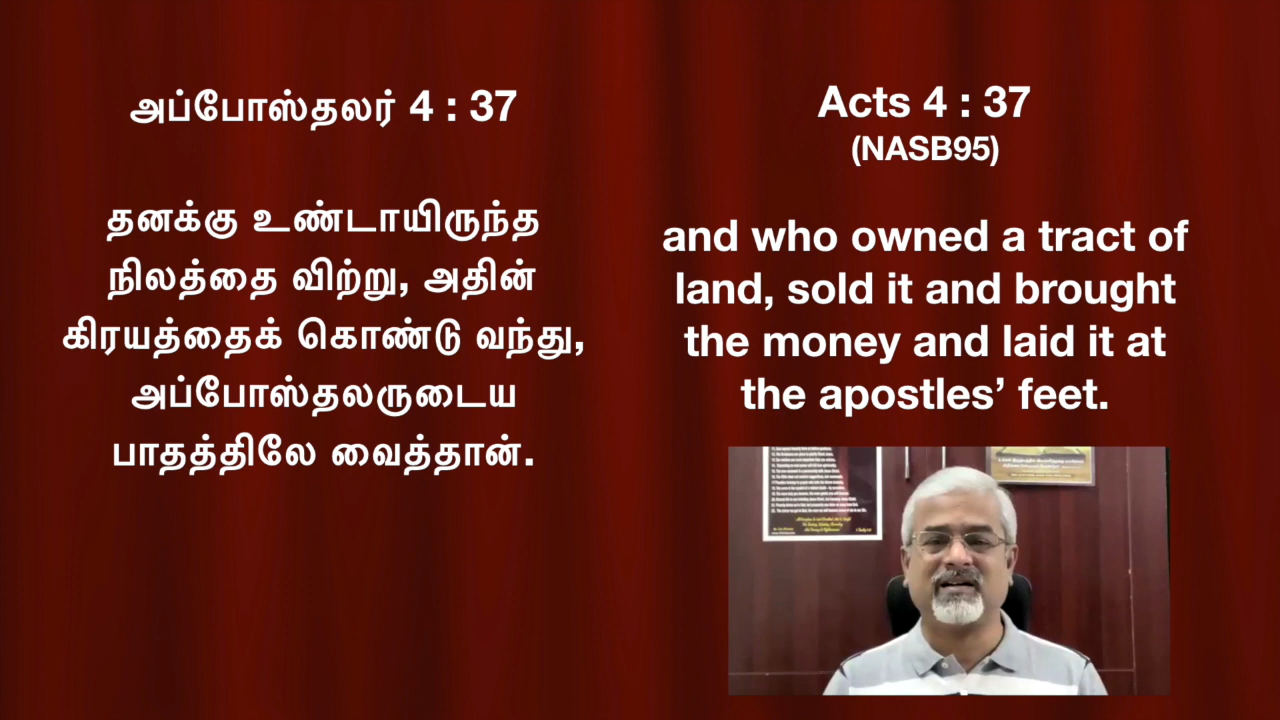 அப்போஸ்தலர் 4 : 37
தனக்கு உண்டாயிருந்த
நிலத்தை விற்று, அதின்
கிரயத்தைக் கொண்டு வந்து,
அப்போஸ்தலருடைய
பாதத்திலே வைத்தான்.
Acts 4 : 37
(NASB95)
and who owned a tract of
land, sold it and brought
the money and laid it at
the apostles’ feet.